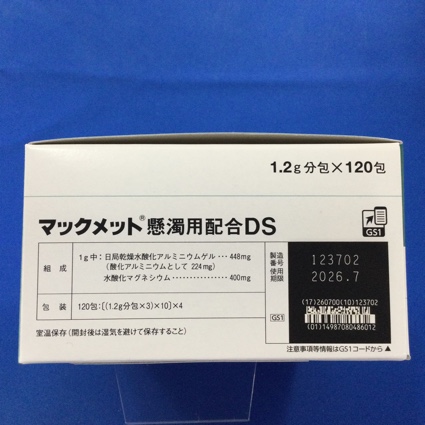 1.2g分包×120包
マックメット®懸濁用配合DS
GS1
組成
1g中：日局乾燥水酸化アルミニウムゲル…448mg
（酸化アルミニウムとして 224mg）
水酸化マグネシウム……………………400mg
包装
120包：[（1.2g分包×3）×10]×4
室温保存（開封後は湿気を避けて保存すること）
製造番号
123702
使用期限
2026.7
GS1
(17)260700(10)123702
(01)14987080486012
注意事項等情報はGS1コードから▲